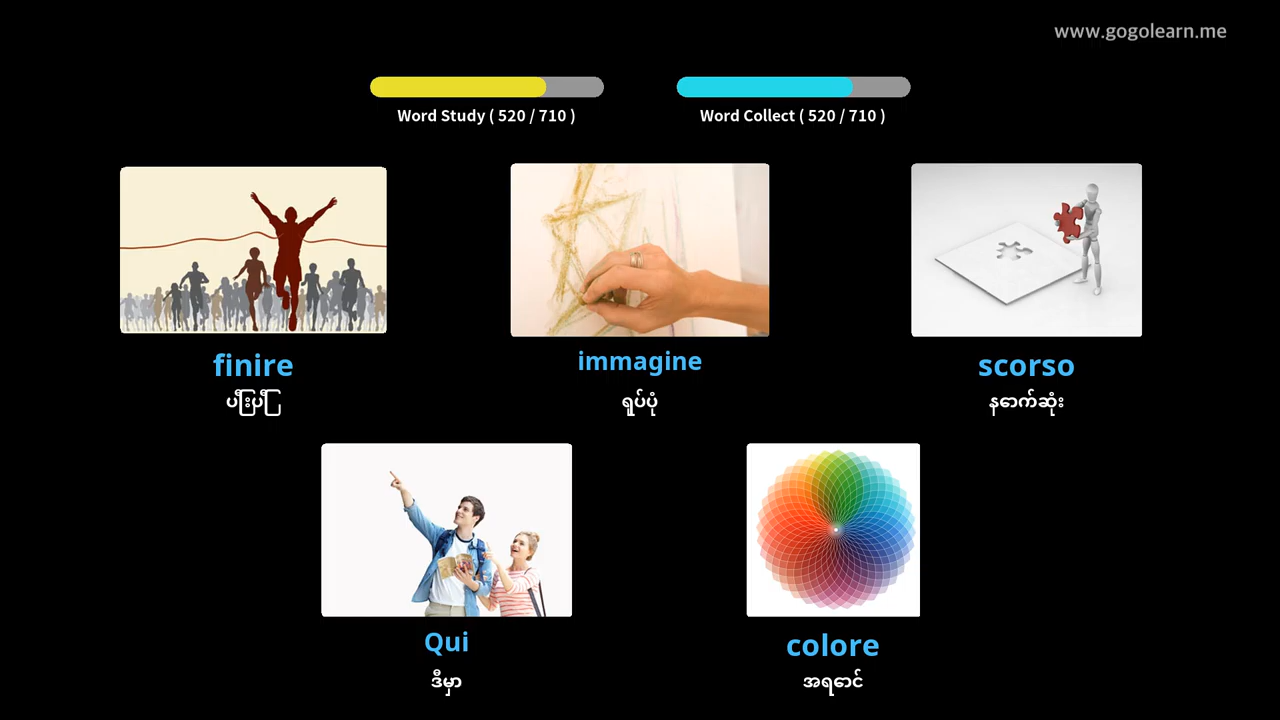 www.gogolearn.me
Word Study ( 520 / 710 )
Word Collect ( 520 / 710 )
finire
immagine
scorso
ပြီးပြီ
ရုပ်ပုံ
နောက်ဆုံး
Qui
colore
ဒီမှာ
အရောင်